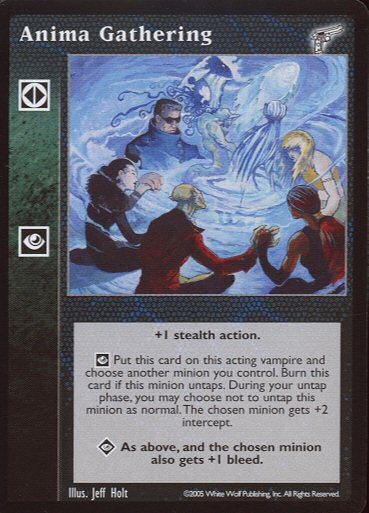 Anima Gathering
+1 stealth action.
Put this card on this acting vampire and
choose another minion you control. Burn this
card if this minion untaps. During your untap
phase, you may choose not to untap this
minion as normal. The chosen minion gets +2
intercept.
As above, and the chosen minion
also gets +1 bleed.
Illus. Jeff Holt
©2005 White Wolf Publishing, Inc. All Rights Reserved.